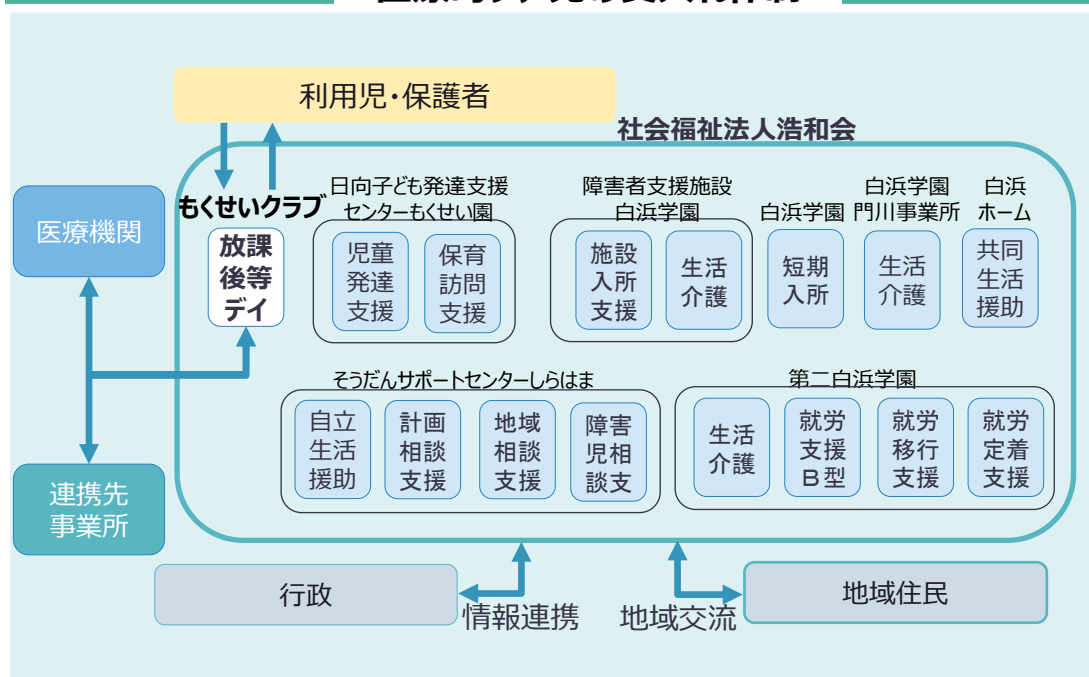 利用児・保護者
社会福祉法人浩和会
医療機関
連携先
事業所
もくせいクラブ
放課
後等
デイ
日向子ども発達支援
センターもくせい園
児童
発達
支援
保育
訪問
支援
障害者支援施設
白浜学園
施設
入所
支援
生活
介護
白浜学園
短期
入所
白浜学園
門川事業所
生活
介護
白浜
ホーム
共同
生活
援助
そうだんサポートセンターしらはま
自立
生活
援助
計画
相談
支援
地域
相談
支援
障害
児相
談支
第二白浜学園
生活
介護
就労
支援
B型
就労
移行
支援
就労
定着
支援
行政
情報連携
地域交流
地域住民